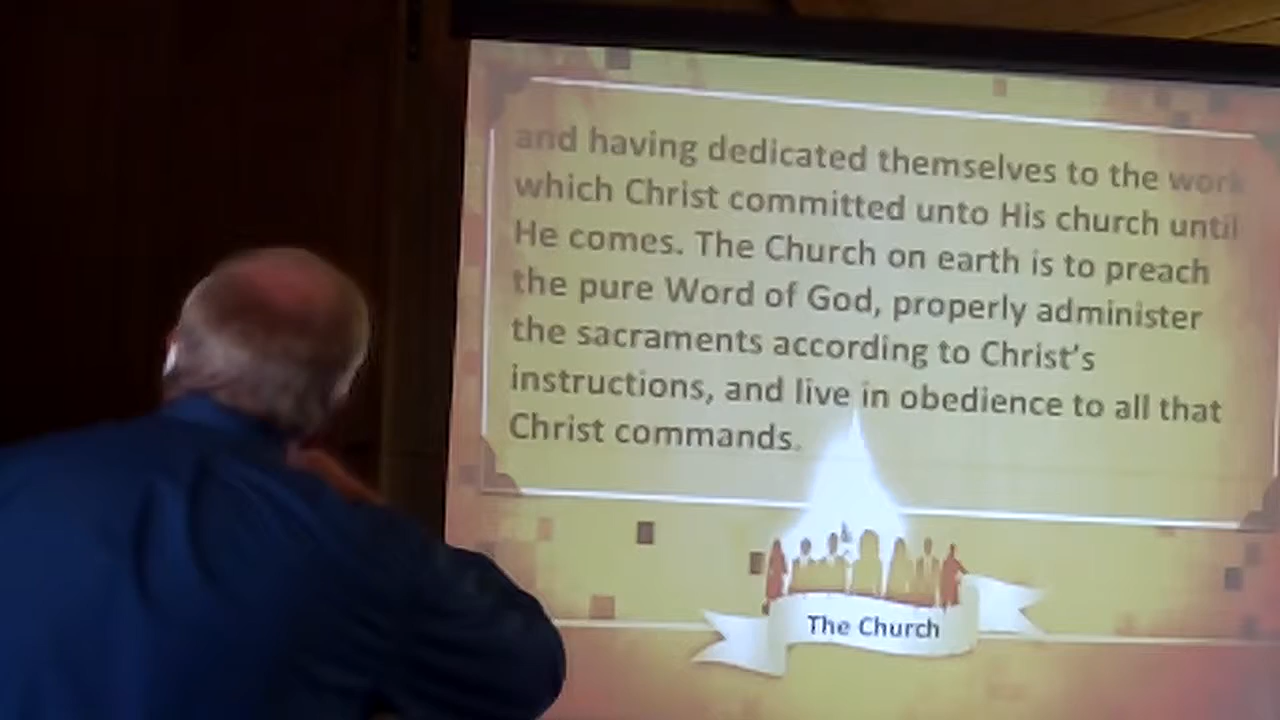 and having dedicated themselves to the work
which Christ committed unto His church until
He comes. The Church on earth is to preach
the pure Word of God, properly administer
the sacraments according to Christ's
instructions, and live in obedience to all that
Christ commands.
The Church